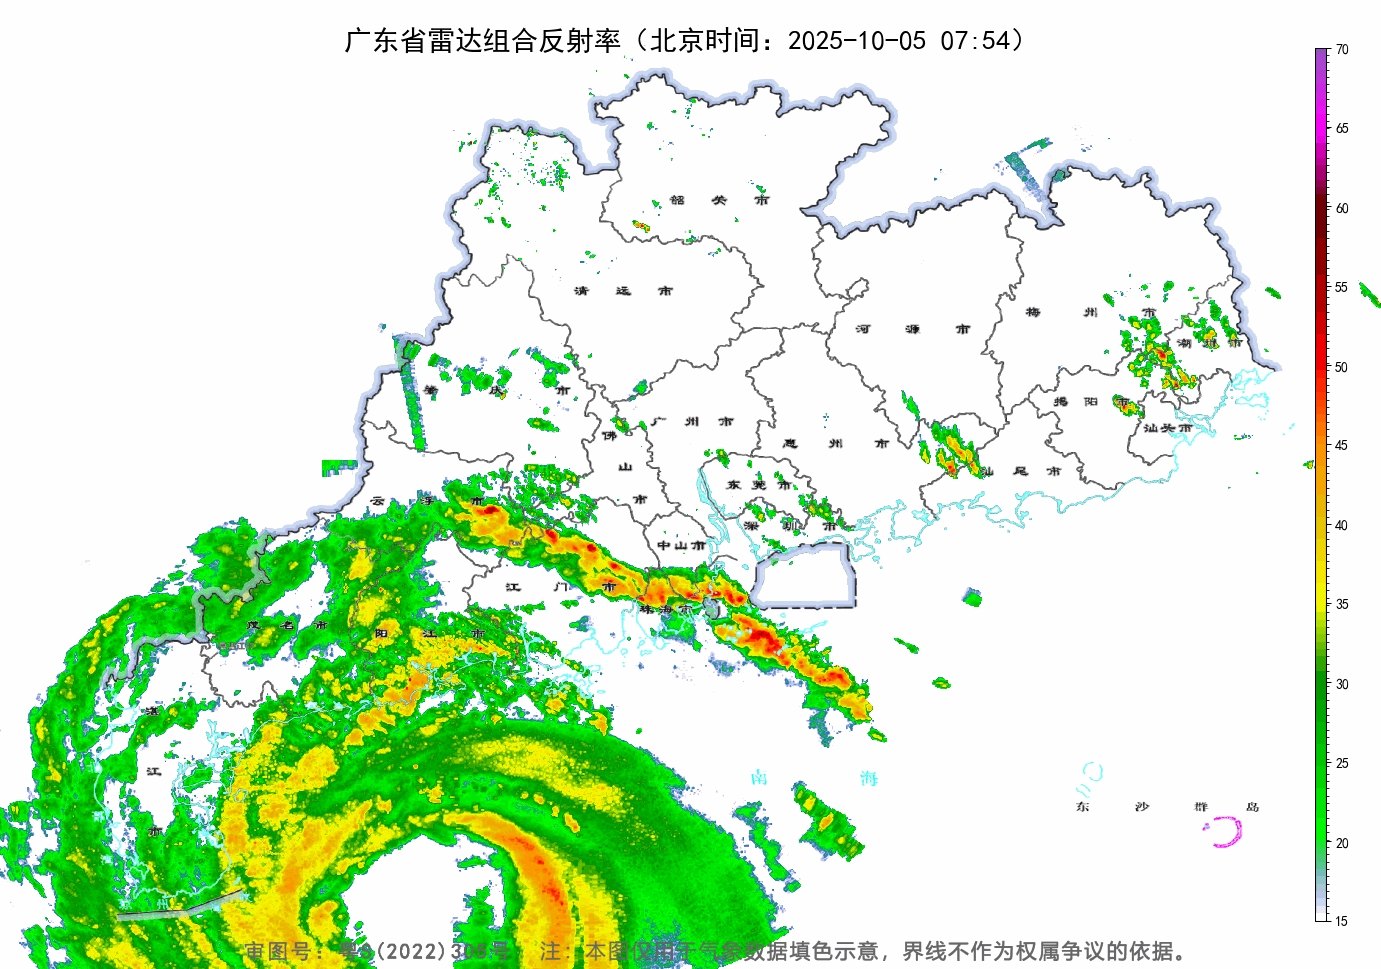 广东省雷达组合反射率（北京时间：2025-10-05 07:54）
70
65
60
55
50
45
40
35
30
25
20
15
韶关市
清远市
河源市
梅州市
潮州市
肇庆市
揭阳市
广州市
汕头市
佛山市
惠州市
汕尾市
东莞市
云浮市
深圳市
中山市
江门市
珠海市
茂名市
阳江市
湛江市
南海
东沙群岛
州
审图号：粤S(2022)306号 注：本图仅用于气象数据填色示意，界线不作为权属争议的依据。